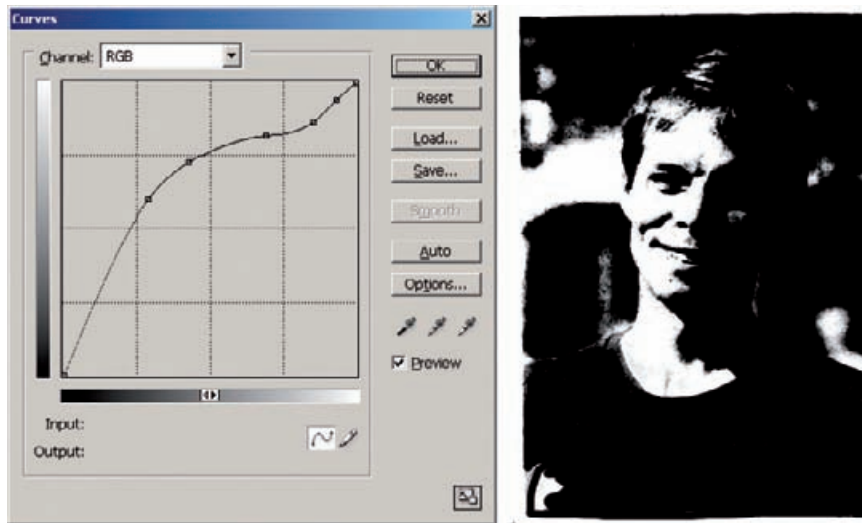 Curves
Channel: RGB
OK
Reset
Load...
Save...
Smooth
Auto
Options...
Preview
Input:
Output: